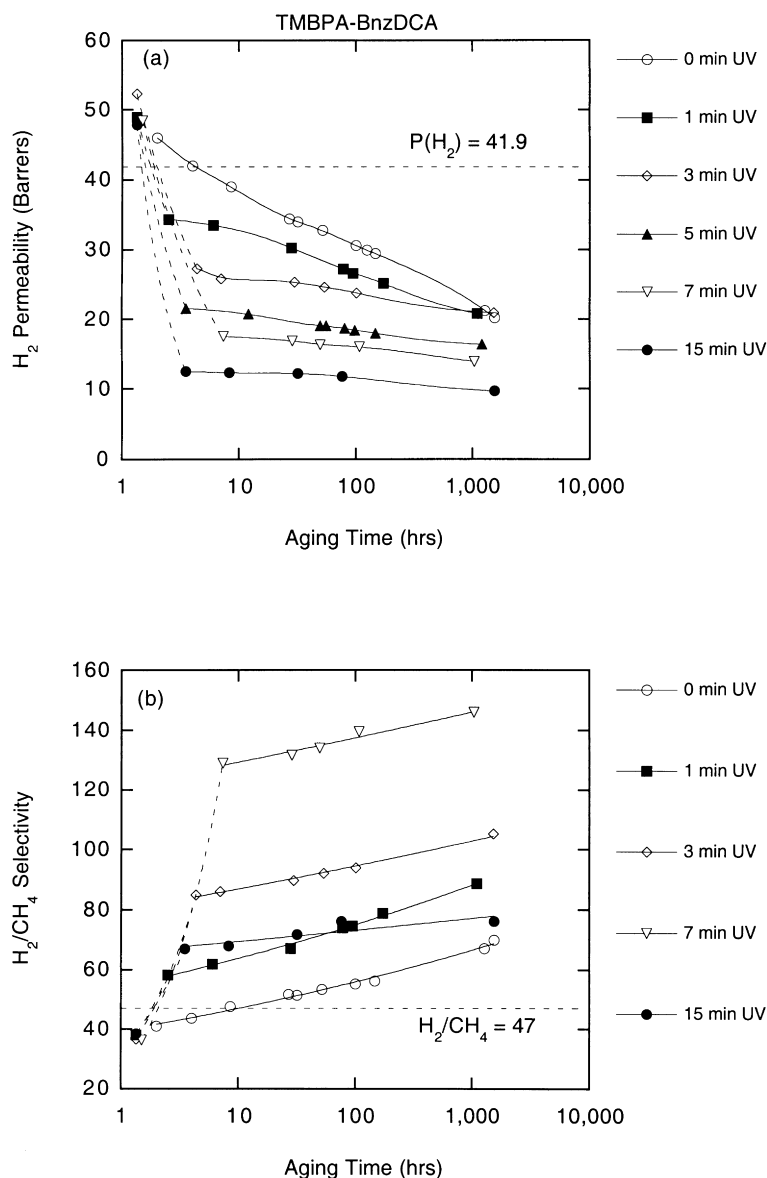 TMBPA-BnzDCA
(a)
P(H₂) = 41.9
H₂ Permeability (Barrers)
60
50
40
30
20
10
0
1
10
100
1,000
10,000
Aging Time (hrs)
0 min UV
1 min UV
3 min UV
5 min UV
7 min UV
15 min UV
(b)
H₂/CH₄ = 47
H₂/CH₄ Selectivity
160
140
120
100
80
60
40
20
1
10
100
1,000
10,000
Aging Time (hrs)
0 min UV
1 min UV
3 min UV
7 min UV
15 min UV